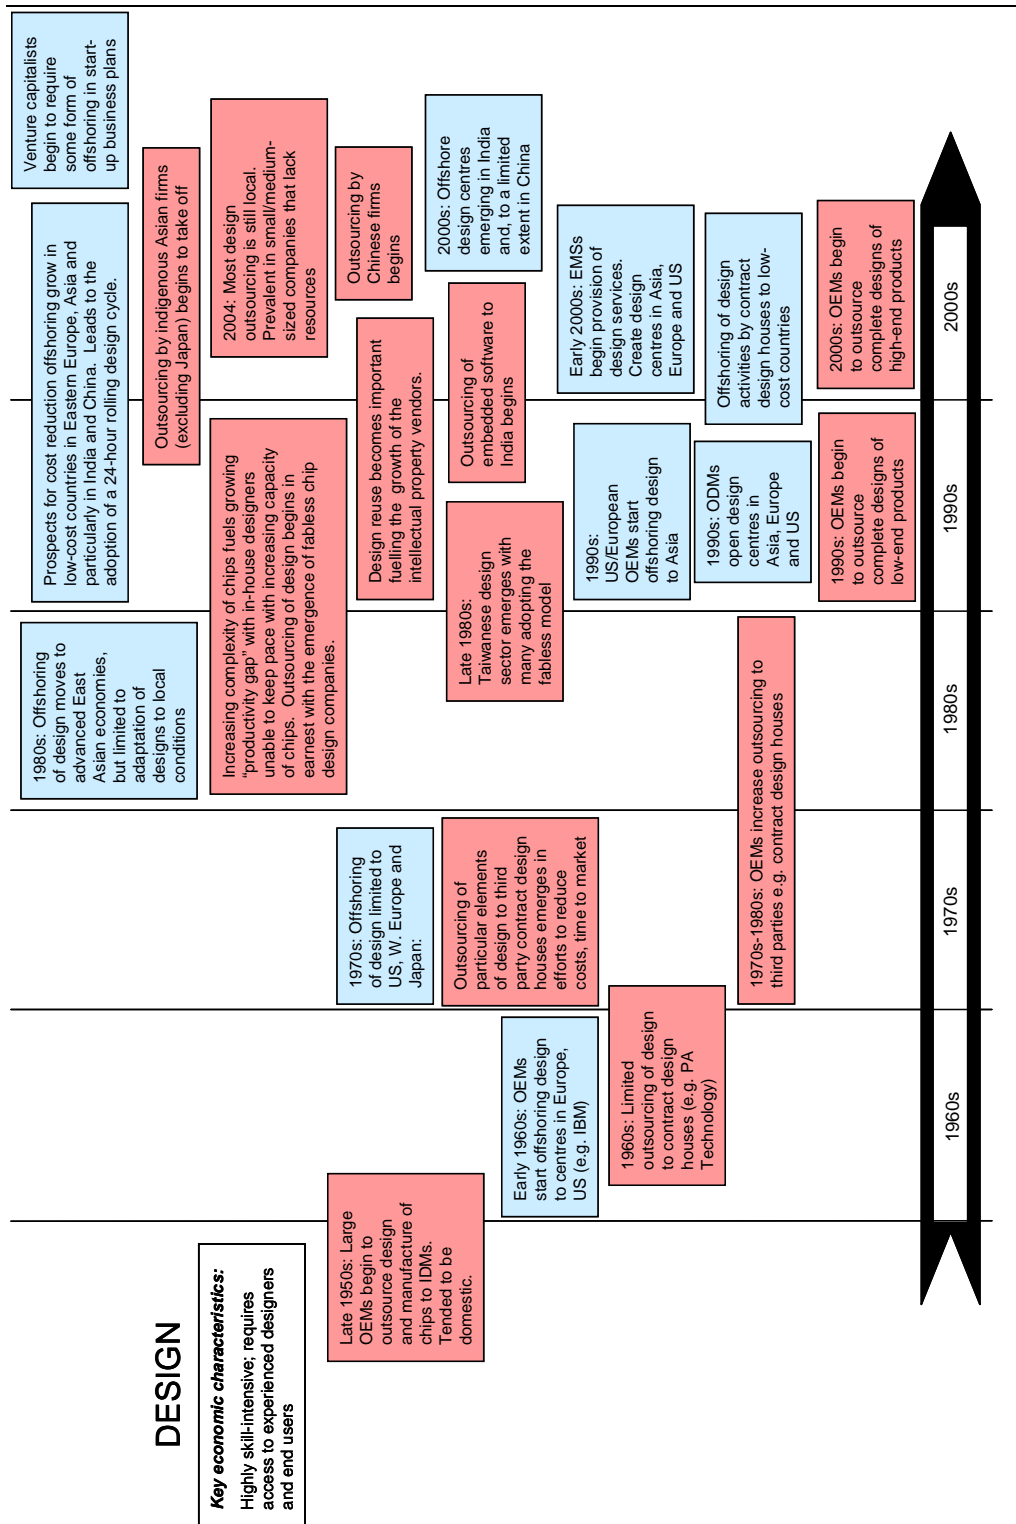 DESIGN
Key economic characteristics:
Highly skill-intensive; requires
access to experienced designers
and end users
Late 1950s: Large
OEMs begin to
outsource design
and manufacture of
chips to IDMs.
Tended to be
domestic.
Early 1960s: OEMs
start offshoring design
to centres in Europe,
US (e.g. IBM)
1960s: Limited
outsourcing of design
to contract design
houses (e.g. PA
Technology)
1970s: Offshoring
of design limited to
US, W. Europe and
Japan:
Outsourcing of
particular elements
of design to third
party contract design
houses emerges in
efforts to reduce
costs, time to market
1970s-1980s: OEMs increase outsourcing to
third parties e.g. contract design houses
1980s: Offshoring
of design moves to
advanced East
Asian economies,
but limited to
adaptation of
designs to local
conditions
Increasing complexity of chips fuels growing
“productivity gap” with in-house designers
unable to keep pace with increasing capacity
of chips. Outsourcing of design begins in
earnest with the emergence of fabless chip
design companies.
Late 1980s:
Taiwanese design
sector emerges with
many adopting the
fabless model
Prospects for cost reduction offshoring grow in
low-cost countries in Eastern Europe, Asia and
particularly in India and China. Leads to the
adoption of a 24-hour rolling design cycle.
Outsourcing by indigenous Asian firms
(excluding Japan) begins to take off
Design reuse becomes important
fuelling the growth of the
intellectual property vendors.
Outsourcing of
embedded software to
India begins
1990s:
US/European
OEMs start
offshoring design
to Asia
1990s: ODMs
open design
centres in
Asia, Europe
and US
1990s: OEMs begin
to outsource
complete designs of
low-end products
Venture capitalists
begin to require
some form of
offshoring in start-
up business plans
2004: Most design
outsourcing is still local.
Prevalent in small/medium-
sized companies that lack
resources
Outsourcing by
Chinese firms
begins
2000s: Offshore
design centres
emerging in India
and, to a limited
extent in China
Early 2000s: EMSs
begin provision of
design services.
Create design
centres in Asia,
Europe and US
Offshoring of design
activities by contract
design houses to low-
cost countries
2000s: OEMs begin
to outsource
complete designs of
high-end products
1960s
1970s
1980s
1990s
2000s